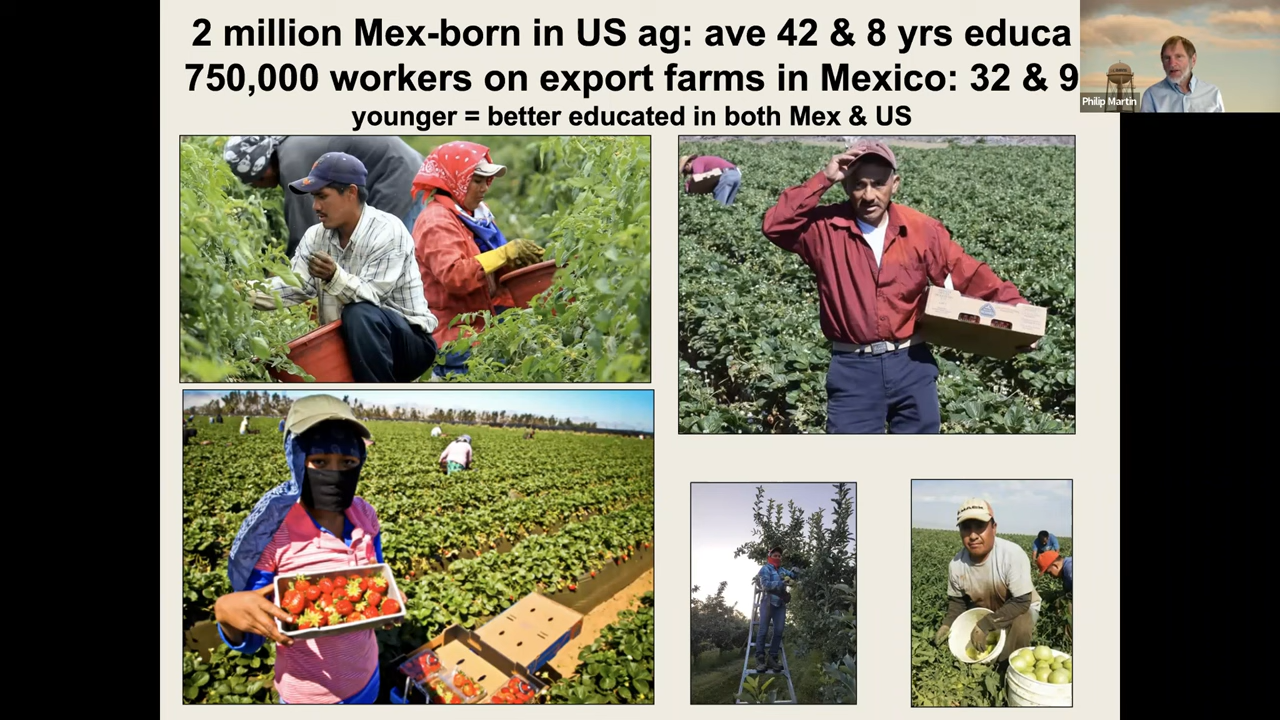 2 million Mex-born in US ag: ave 42 & 8 yrs educa
750,000 workers on export farms in Mexico: 32 & 9
younger = better educated in both Mex & US
Philip Martin